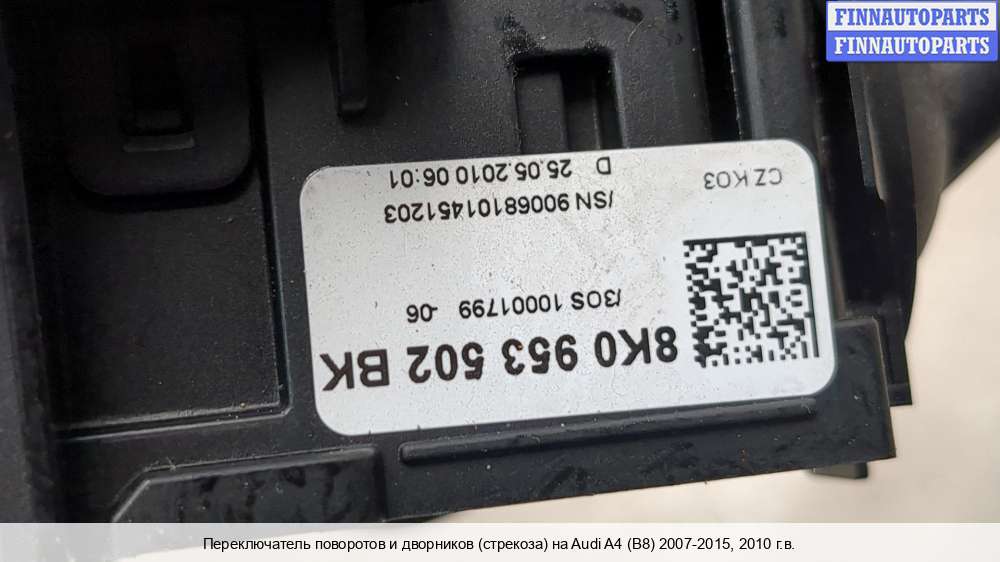 FINNAUTOPARTS
FINNAUTOPARTS
8K0 953 502 BK
/3OS 10001799 -06
/SN 90068101451203
D 25.05.2010 06:01
CZ K03
Переключатель поворотов и дворников (стрекоза) на Audi A4 (B8) 2007-2015, 2010 г.в.